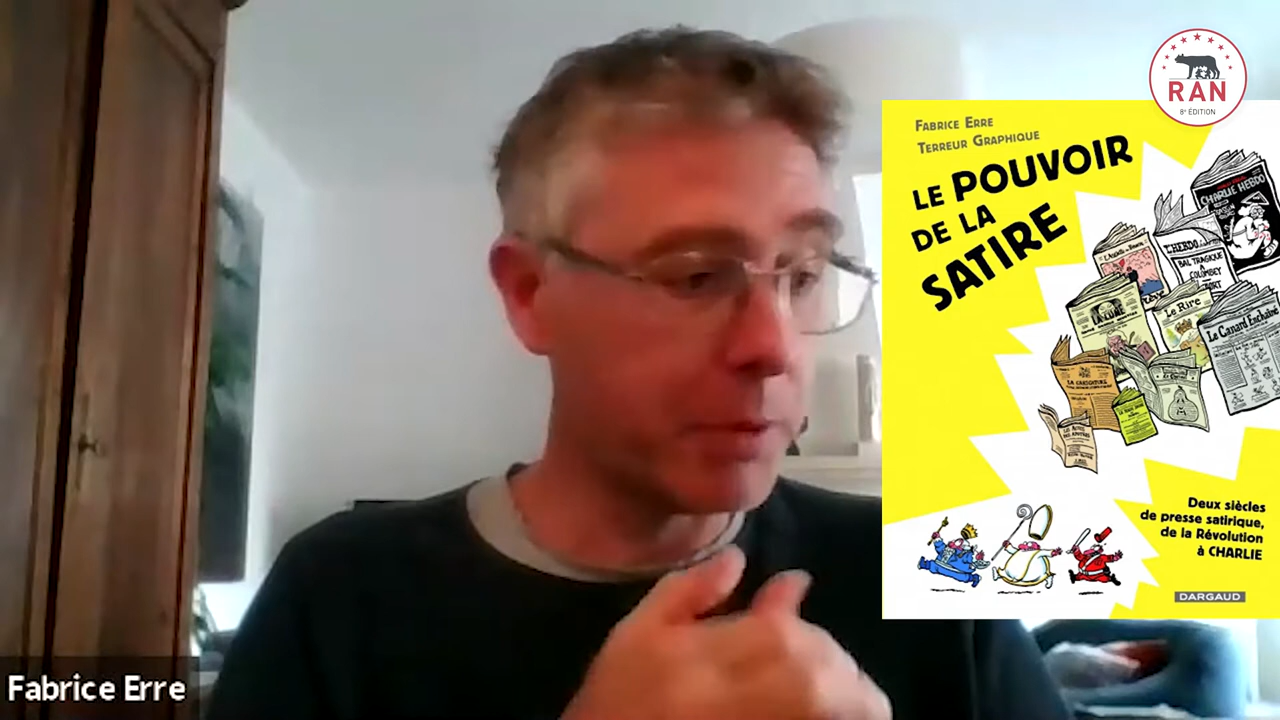 RAN
8ᵉ ÉDITION
FABRICE ERRE
TERREUR GRAPHIQUE
LE POUVOIR
DE LA
SATIRE
CHARLIE HEBDO
L'HEBDO
BAL TRAGIQUE
COLOMBEY
MORT
LA LUNE
Le Rire
Le Canard Enchaîné
LA CARICATURE
Deux siècles
de presse satirique,
de la Révolution
à CHARLIE
DARGAUD
Fabrice Erre